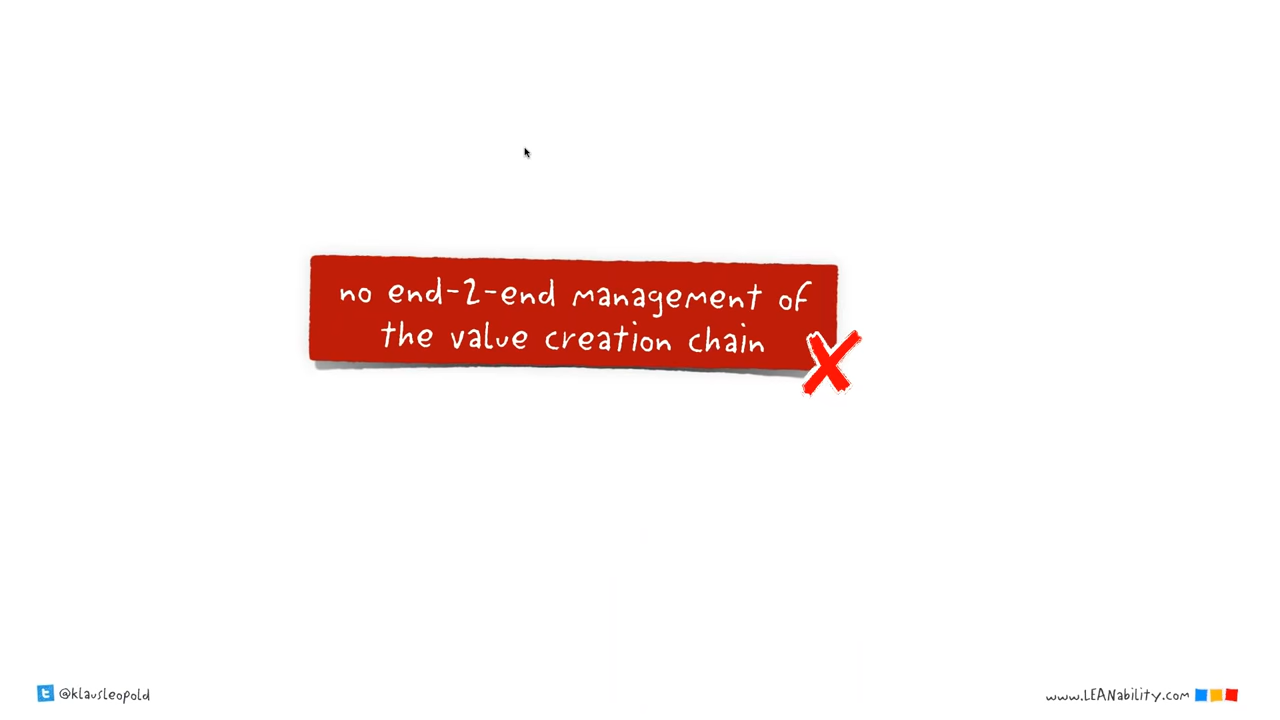 no end-2-end management of
the value creation chain
@klausleopold
www.LEANability.com